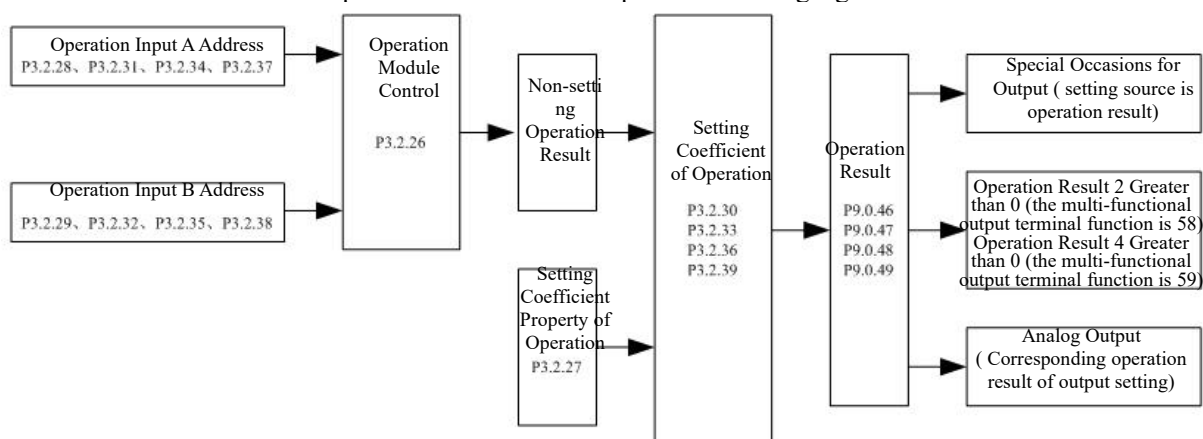 Operation Input A Address
P3.2.28、P3.2.31、P3.2.34、P3.2.37
Operation Input B Address
P3.2.29、P3.2.32、P3.2.35、P3.2.38
Operation
Module
Control
P3.2.26
Non-setti
ng
Operation
Result
Setting
Coefficient
Property of
Operation
P3.2.27
Setting
Coefficient
of Operation
P3.2.30
P3.2.33
P3.2.36
P3.2.39
Operation
Result
P9.0.46
P9.0.47
P9.0.48
P9.0.49
Special Occasions for
Output ( setting source is
operation result)
Operation Result 2 Greater
than 0 (the multi-functional
output terminal function is 58)
Operation Result 4 Greater
than 0 (the multi-functional
output terminal function is 59)
Analog Output
( Corresponding operation
result of output setting)